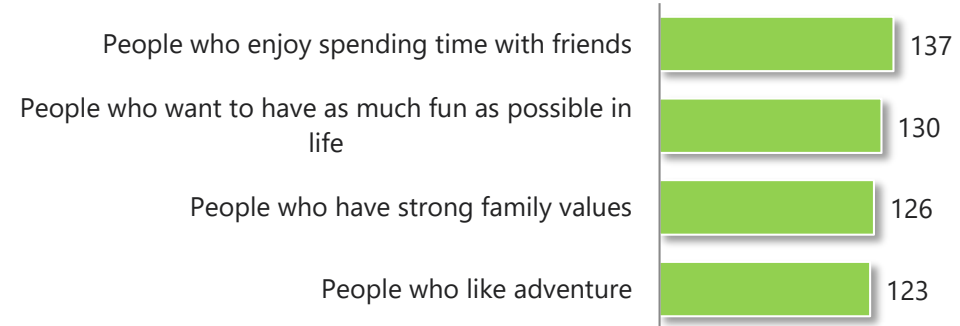 People who enjoy spending time with friends 137
People who want to have as much fun as possible in
life 130
People who have strong family values 126
People who like adventure 123